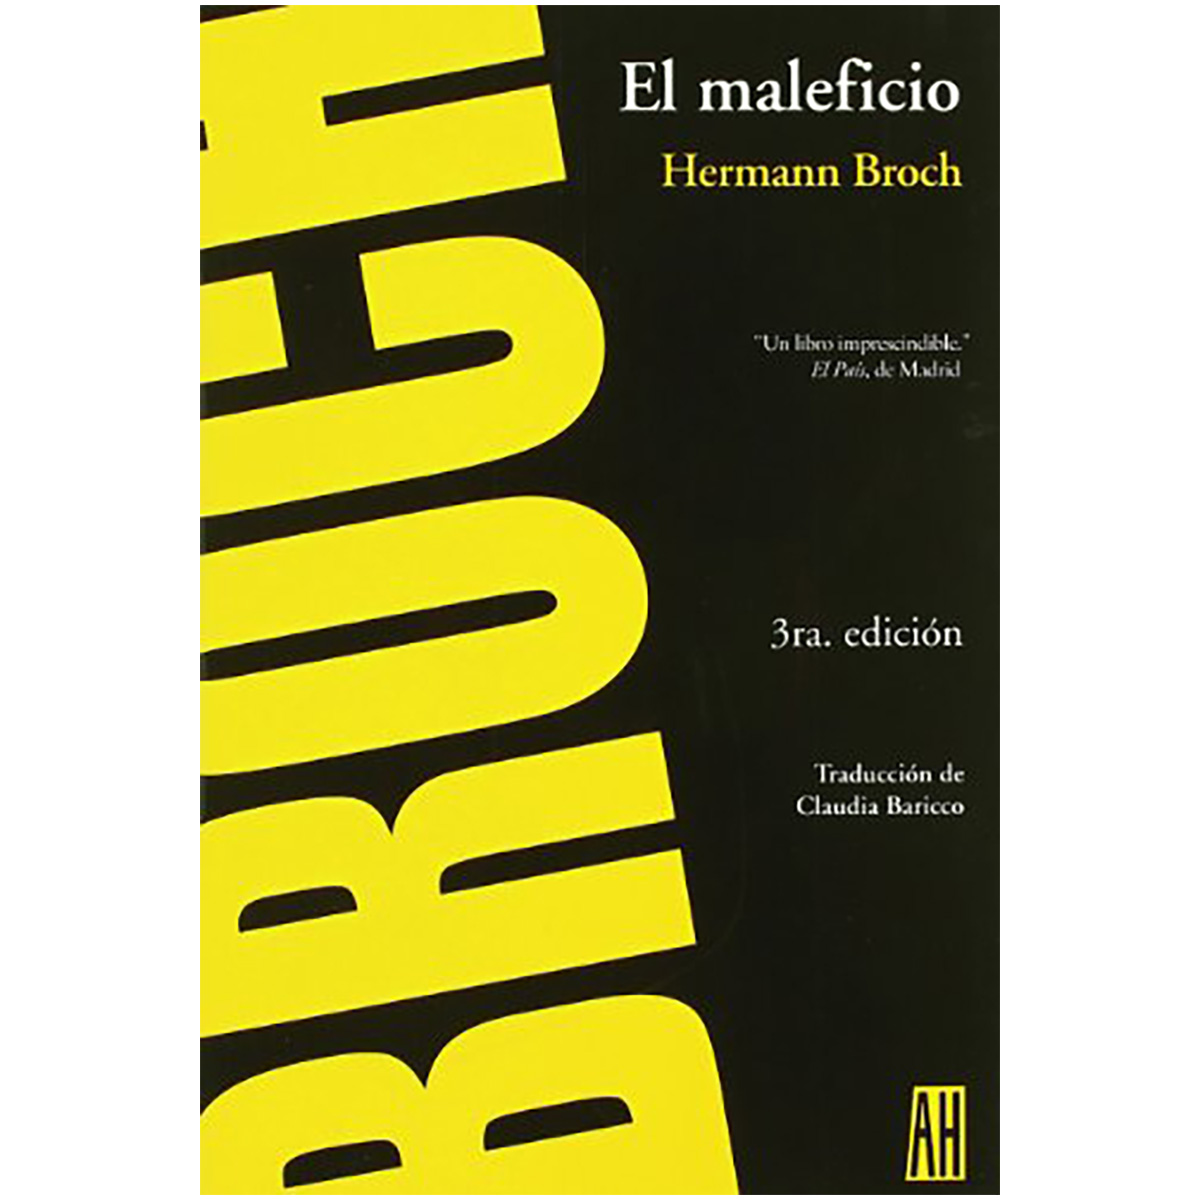 El maleficio
Hermann Broch
"Un libro imprescindible."
El País, de Madrid
3ra. edición
Traducción de
Claudia Baricco
BROCH
AH